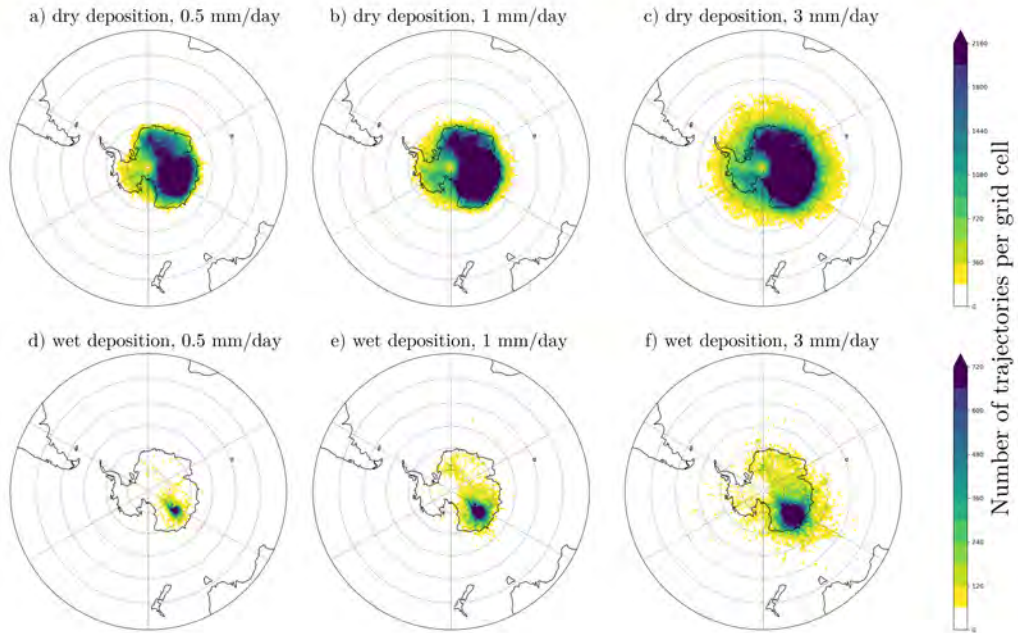 a) dry deposition, 0.5 mm/day
b) dry deposition, 1 mm/day
c) dry deposition, 3 mm/day
2160
1800
1440
1080
720
360
0
d) wet deposition, 0.5 mm/day
e) wet deposition, 1 mm/day
f) wet deposition, 3 mm/day
720
600
480
360
240
120
0
Number of trajectories per grid cell